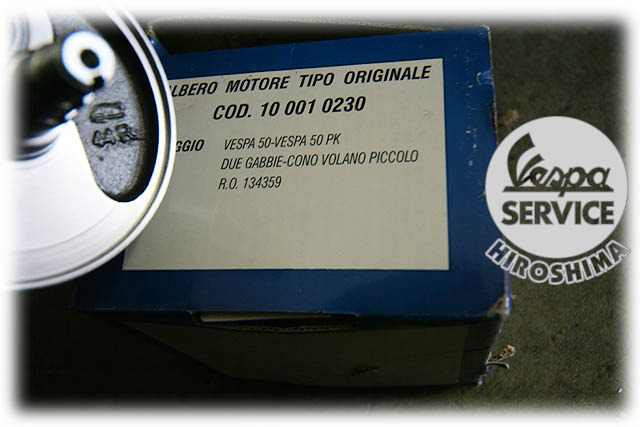 LBERO MOTORE TIPO ORIGINALE
COD. 10 001 0230
GGIO VESPA 50-VESPA 50 PK
DUE GABBIE-CONO VOLANO PICCOLO
R.O. 134359
Vespa
SERVICE
HIROSHIMA